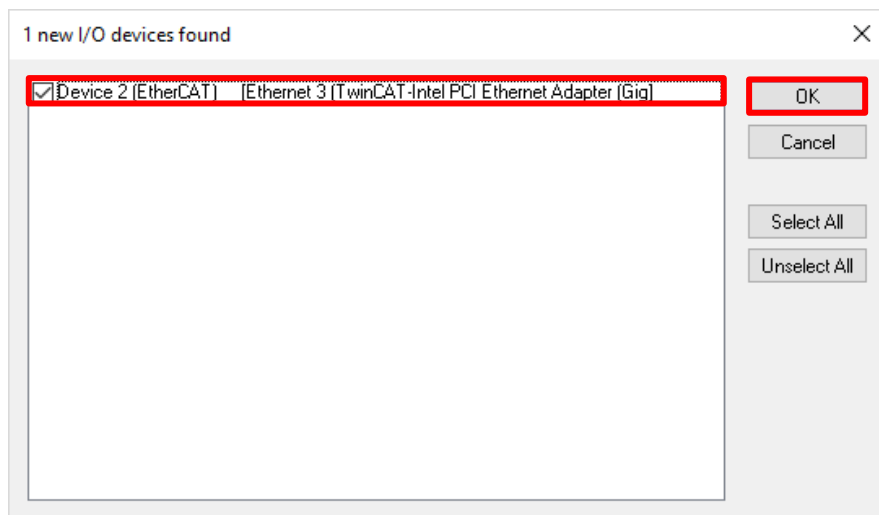 1 new I/O devices found
Device 2 (EtherCAT) [Ethernet 3 (TwinCAT-Intel PCI Ethernet Adapter (Gig]
OK
Cancel
Select All
Unselect All